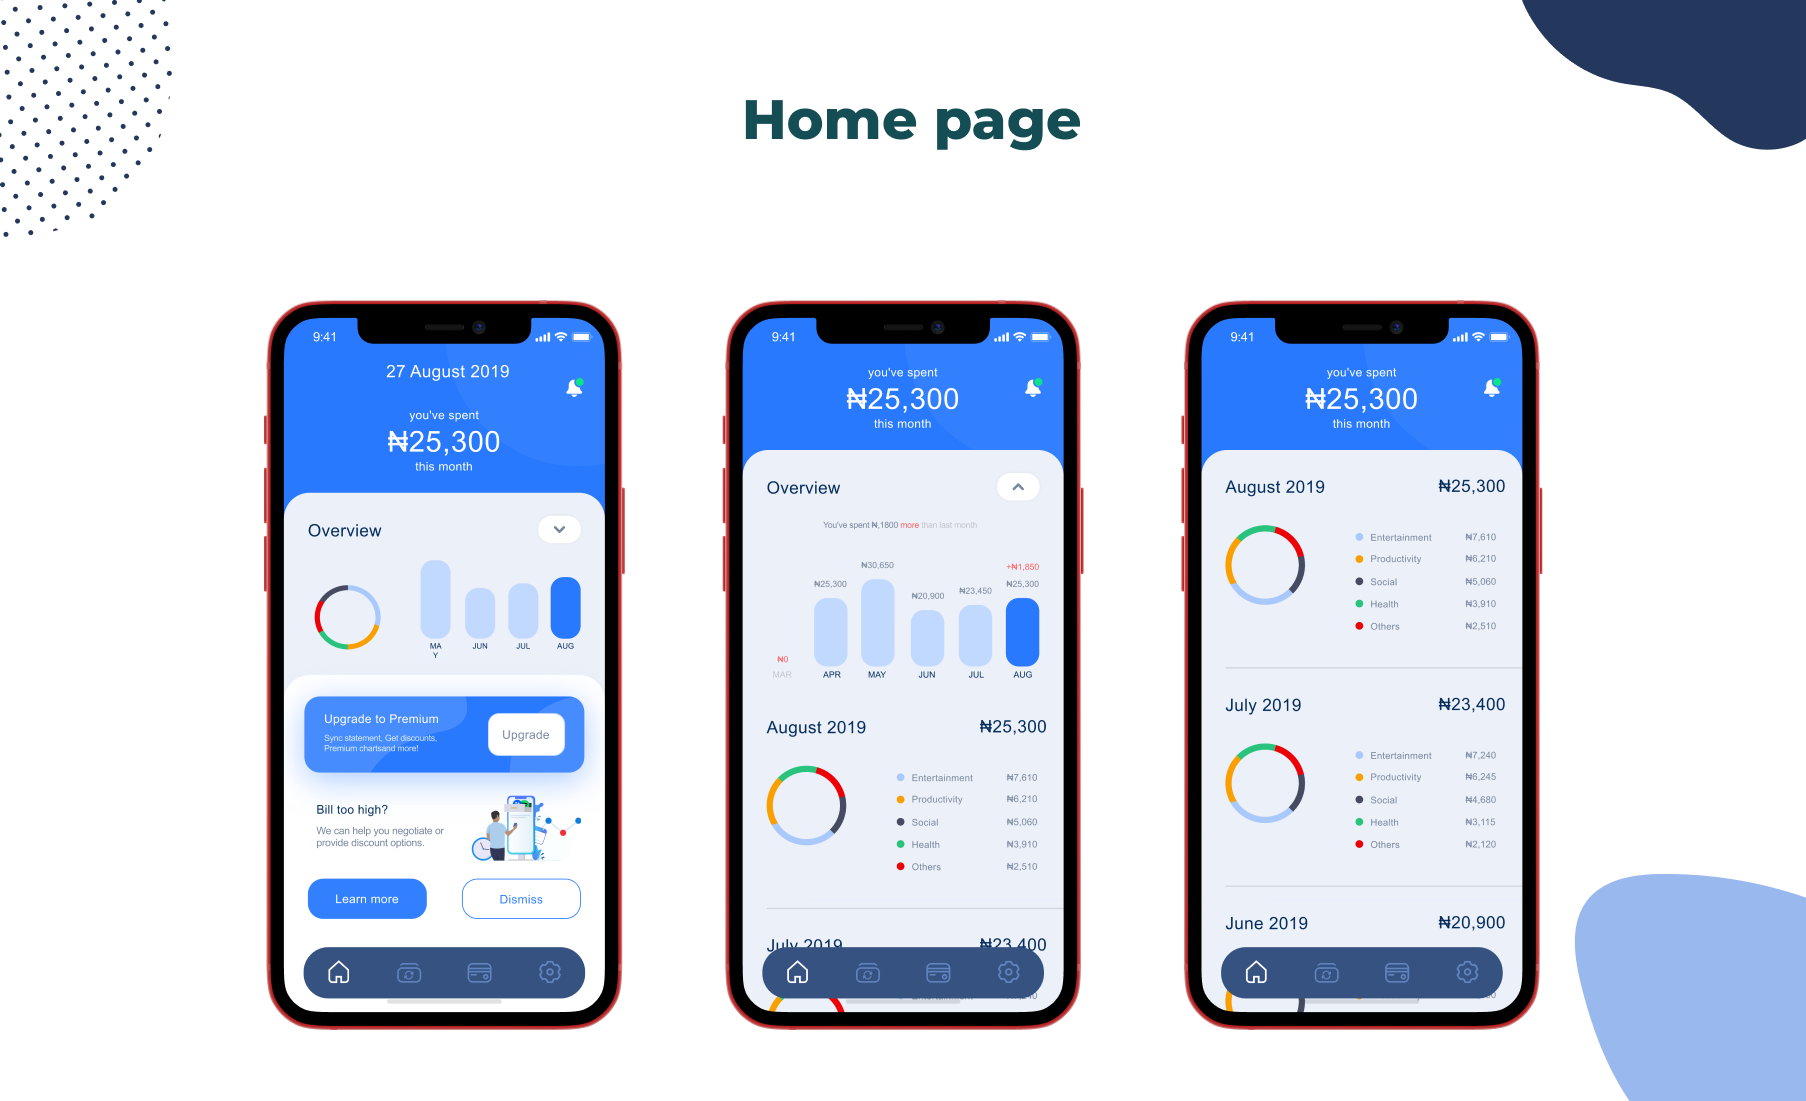 Home page
9:41
27 August 2019
you've spent
₦25,300
this month
Overview
MA
Y
JUN
JUL
AUG
Upgrade to Premium
Sync statement, Get discounts,
Premium chartsand more!
Upgrade
Bill too high?
We can help you negotiate or
provide discount options.
Learn more
Dismiss
9:41
you've spent
₦25,300
this month
Overview
You've spent ₦,1800 more than last month
₦0
₦25,300
₦30,650
₦20,900
₦23,450
+₦1,850
₦25,300
MAR
APR
MAY
JUN
JUL
AUG
August 2019 ₦25,300
Entertainment ₦7,610
Productivity ₦6,210
Social ₦5,060
Health ₦3,910
Others ₦2,510
July 2019 ₦23,400
9:41
you've spent
₦25,300
this month
August 2019 ₦25,300
Entertainment ₦7,610
Productivity ₦6,210
Social ₦5,060
Health ₦3,910
Others ₦2,510
July 2019 ₦23,400
Entertainment ₦7,240
Productivity ₦6,245
Social ₦4,680
Health ₦3,115
Others ₦2,120
June 2019 ₦20,900